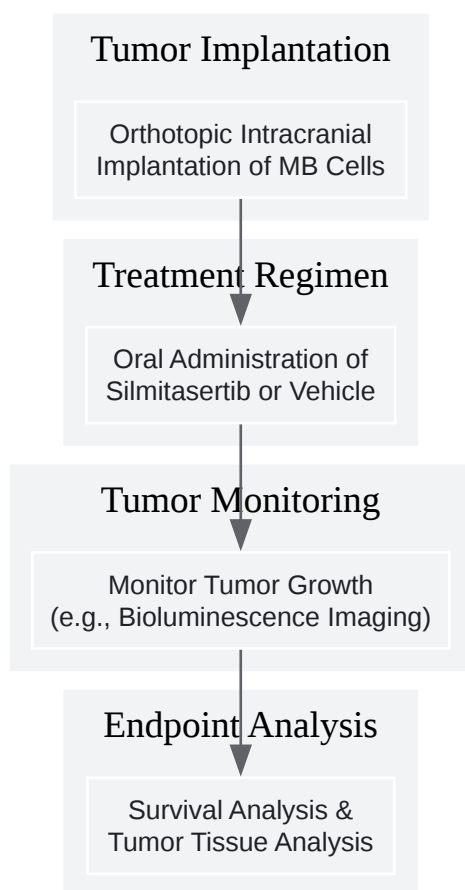 Tumor Implantation
Orthotopic Intracranial
Implantation of MB Cells
Treatment Regimen
Oral Administration of
Silmitasertib or Vehicle
Tumor Monitoring
Monitor Tumor Growth
(e.g., Bioluminescence Imaging)
Endpoint Analysis
Survival Analysis &
Tumor Tissue Analysis